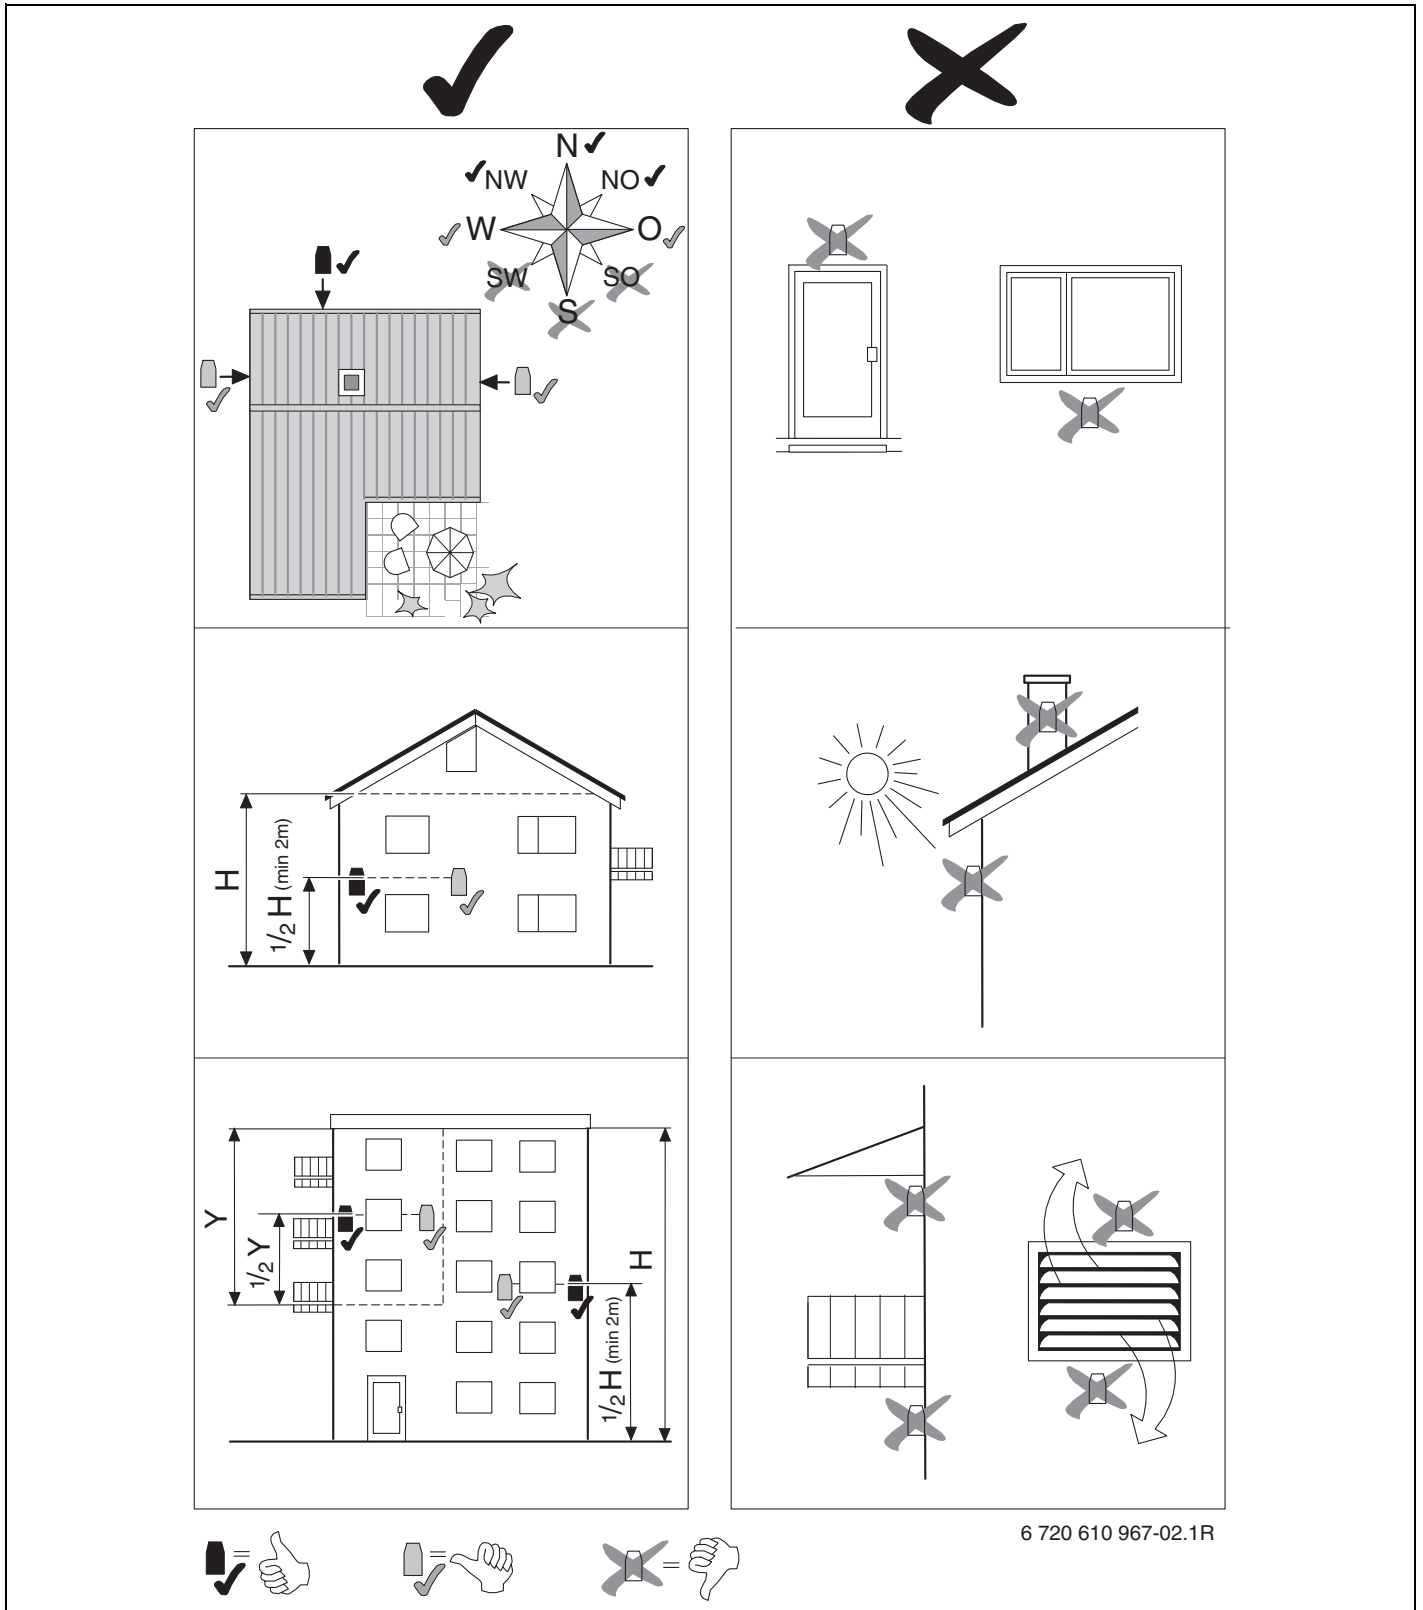 N
NW
NO
W
O
SW
SO
S
H
1/2 H (min 2m)
Y
1/2 Y
H
1/2 H (min 2m)
6 720 610 967-02.1R
=
=
=